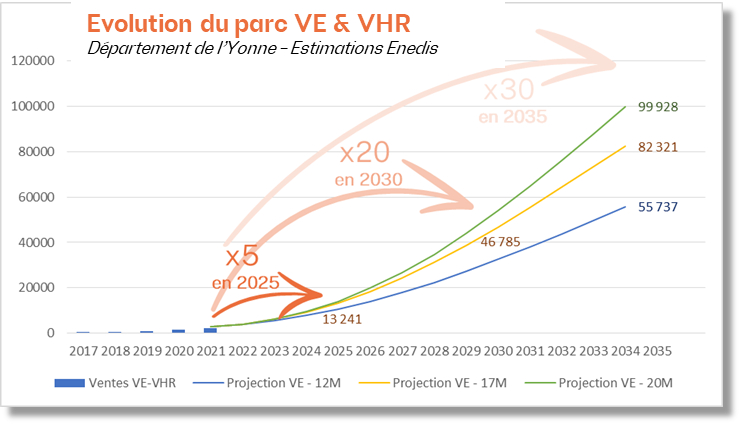 Evolution du parc VE & VHR
Département de l'Yonne – Estimations Enedis
120000
100000
80000
60000
40000
20000
0
x30
en 2035
x20
en 2030
x5
en 2025
99 928
82 321
55 737
46 785
13 241
2017 2018 2019 2020 2021 2022 2023 2024 2025 2026 2027 2028 2029 2030 2031 2032 2033 2034 2035
Ventes VE-VHR Projection VE - 12M Projection VE - 17M Projection VE - 20M